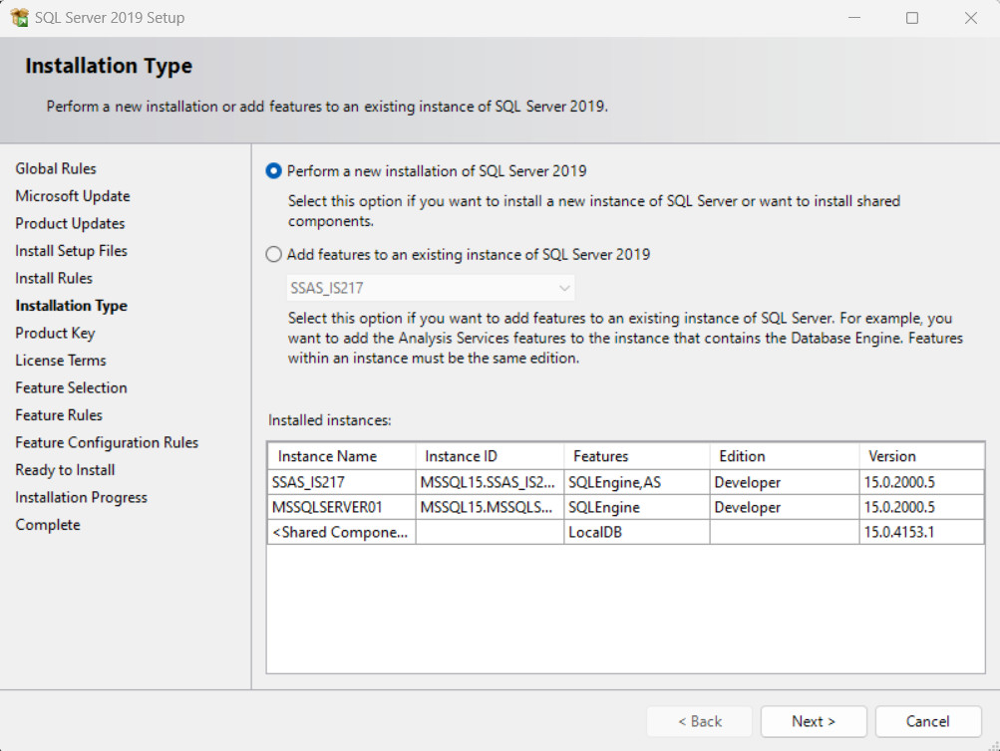 SQL Server 2019 Setup
Installation Type
Perform a new installation or add features to an existing instance of SQL Server 2019.
Global Rules
Microsoft Update
Product Updates
Install Setup Files
Install Rules
Installation Type
Product Key
License Terms
Feature Selection
Feature Rules
Feature Configuration Rules
Ready to Install
Installation Progress
Complete
Perform a new installation of SQL Server 2019
Select this option if you want to install a new instance of SQL Server or want to install shared
components.
Add features to an existing instance of SQL Server 2019
SSAS_IS217
Select this option if you want to add features to an existing instance of SQL Server. For example, you
want to add the Analysis Services features to the instance that contains the Database Engine. Features
within an instance must be the same edition.
Installed instances:
Instance Name Instance ID Features Edition Version
SSAS_IS217 MSSQL15.SSAS_IS2... SQLEngine,AS Developer 15.0.2000.5
MSSQLSERVER01 MSSQL15.MSSQLS... SQLEngine Developer 15.0.2000.5
<Shared Compone... LocalDB 15.0.4153.1
< Back Next > Cancel